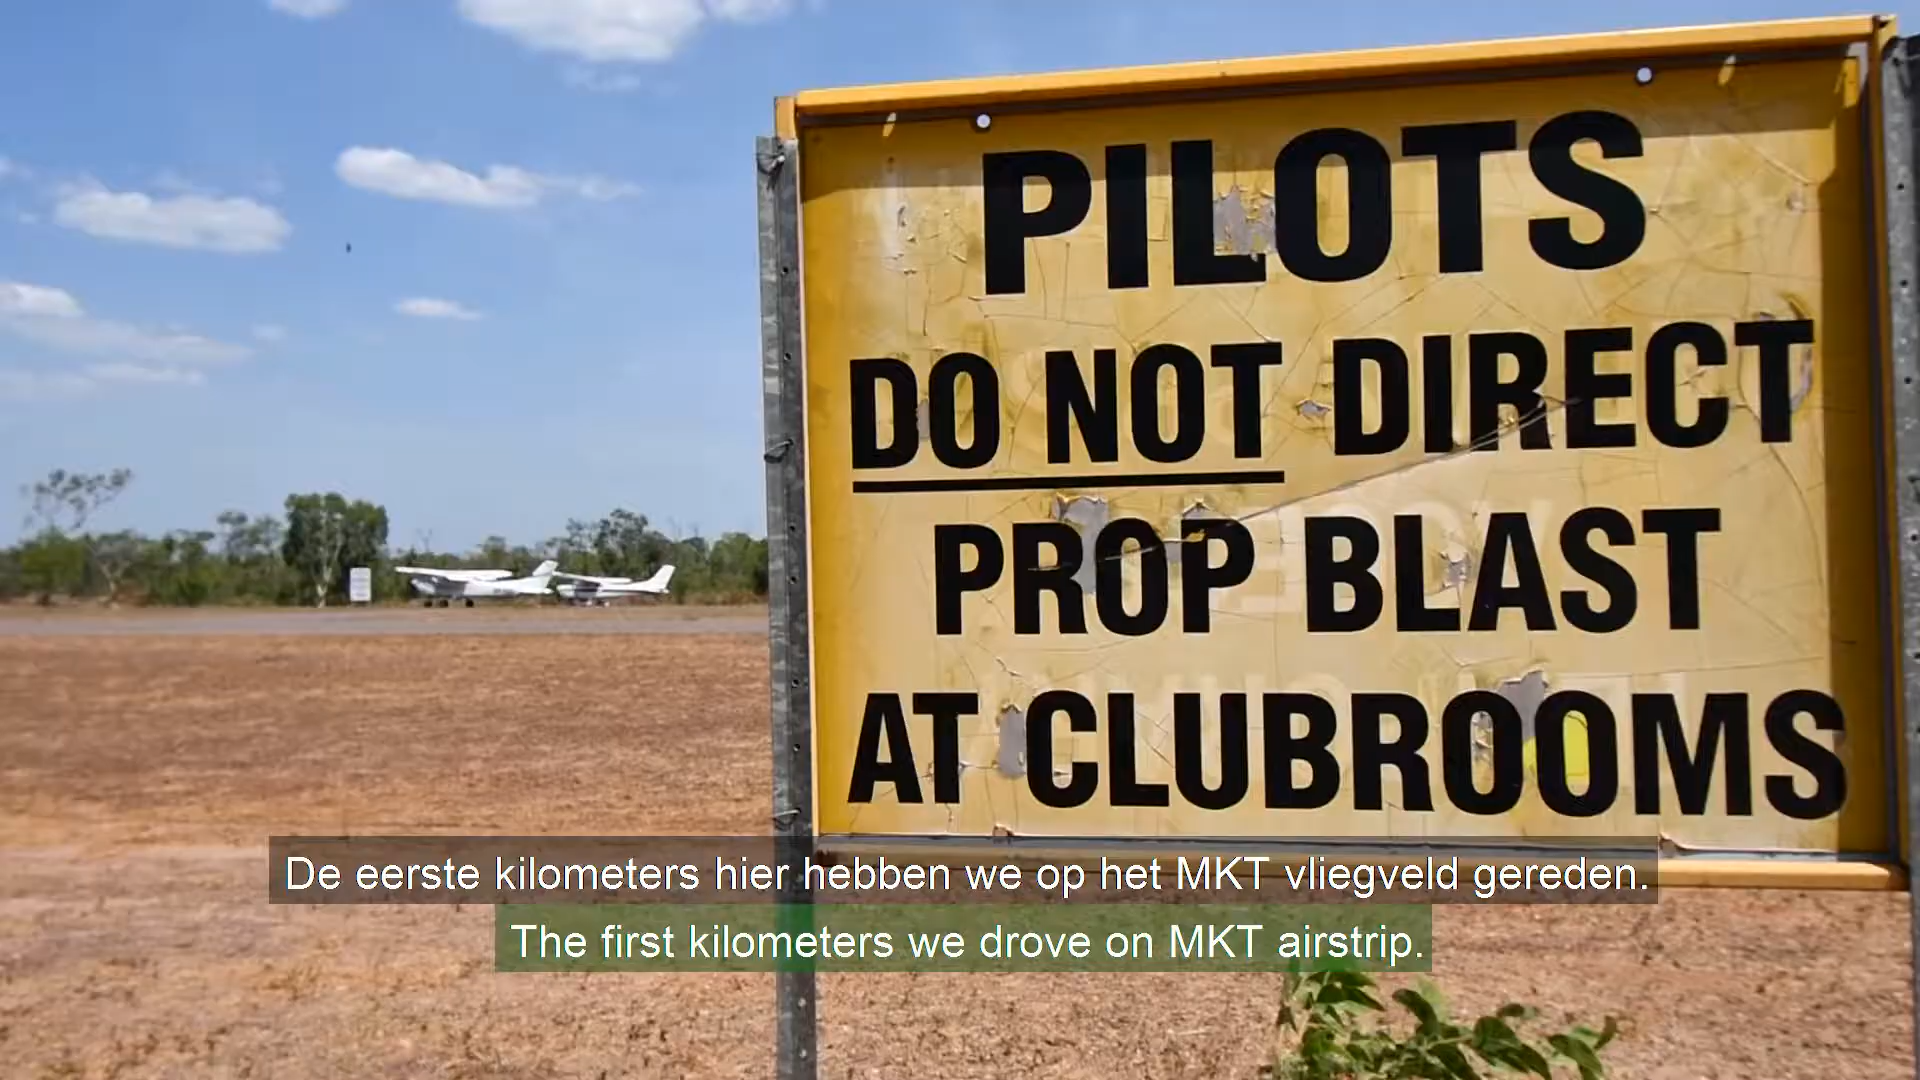 PILOTS
DO NOT DIRECT
PROP BLAST
AT CLUBROOMS
De eerste kilometers hier hebben we op het MKT vliegveld gereden.
The first kilometers we drove on MKT airstrip.